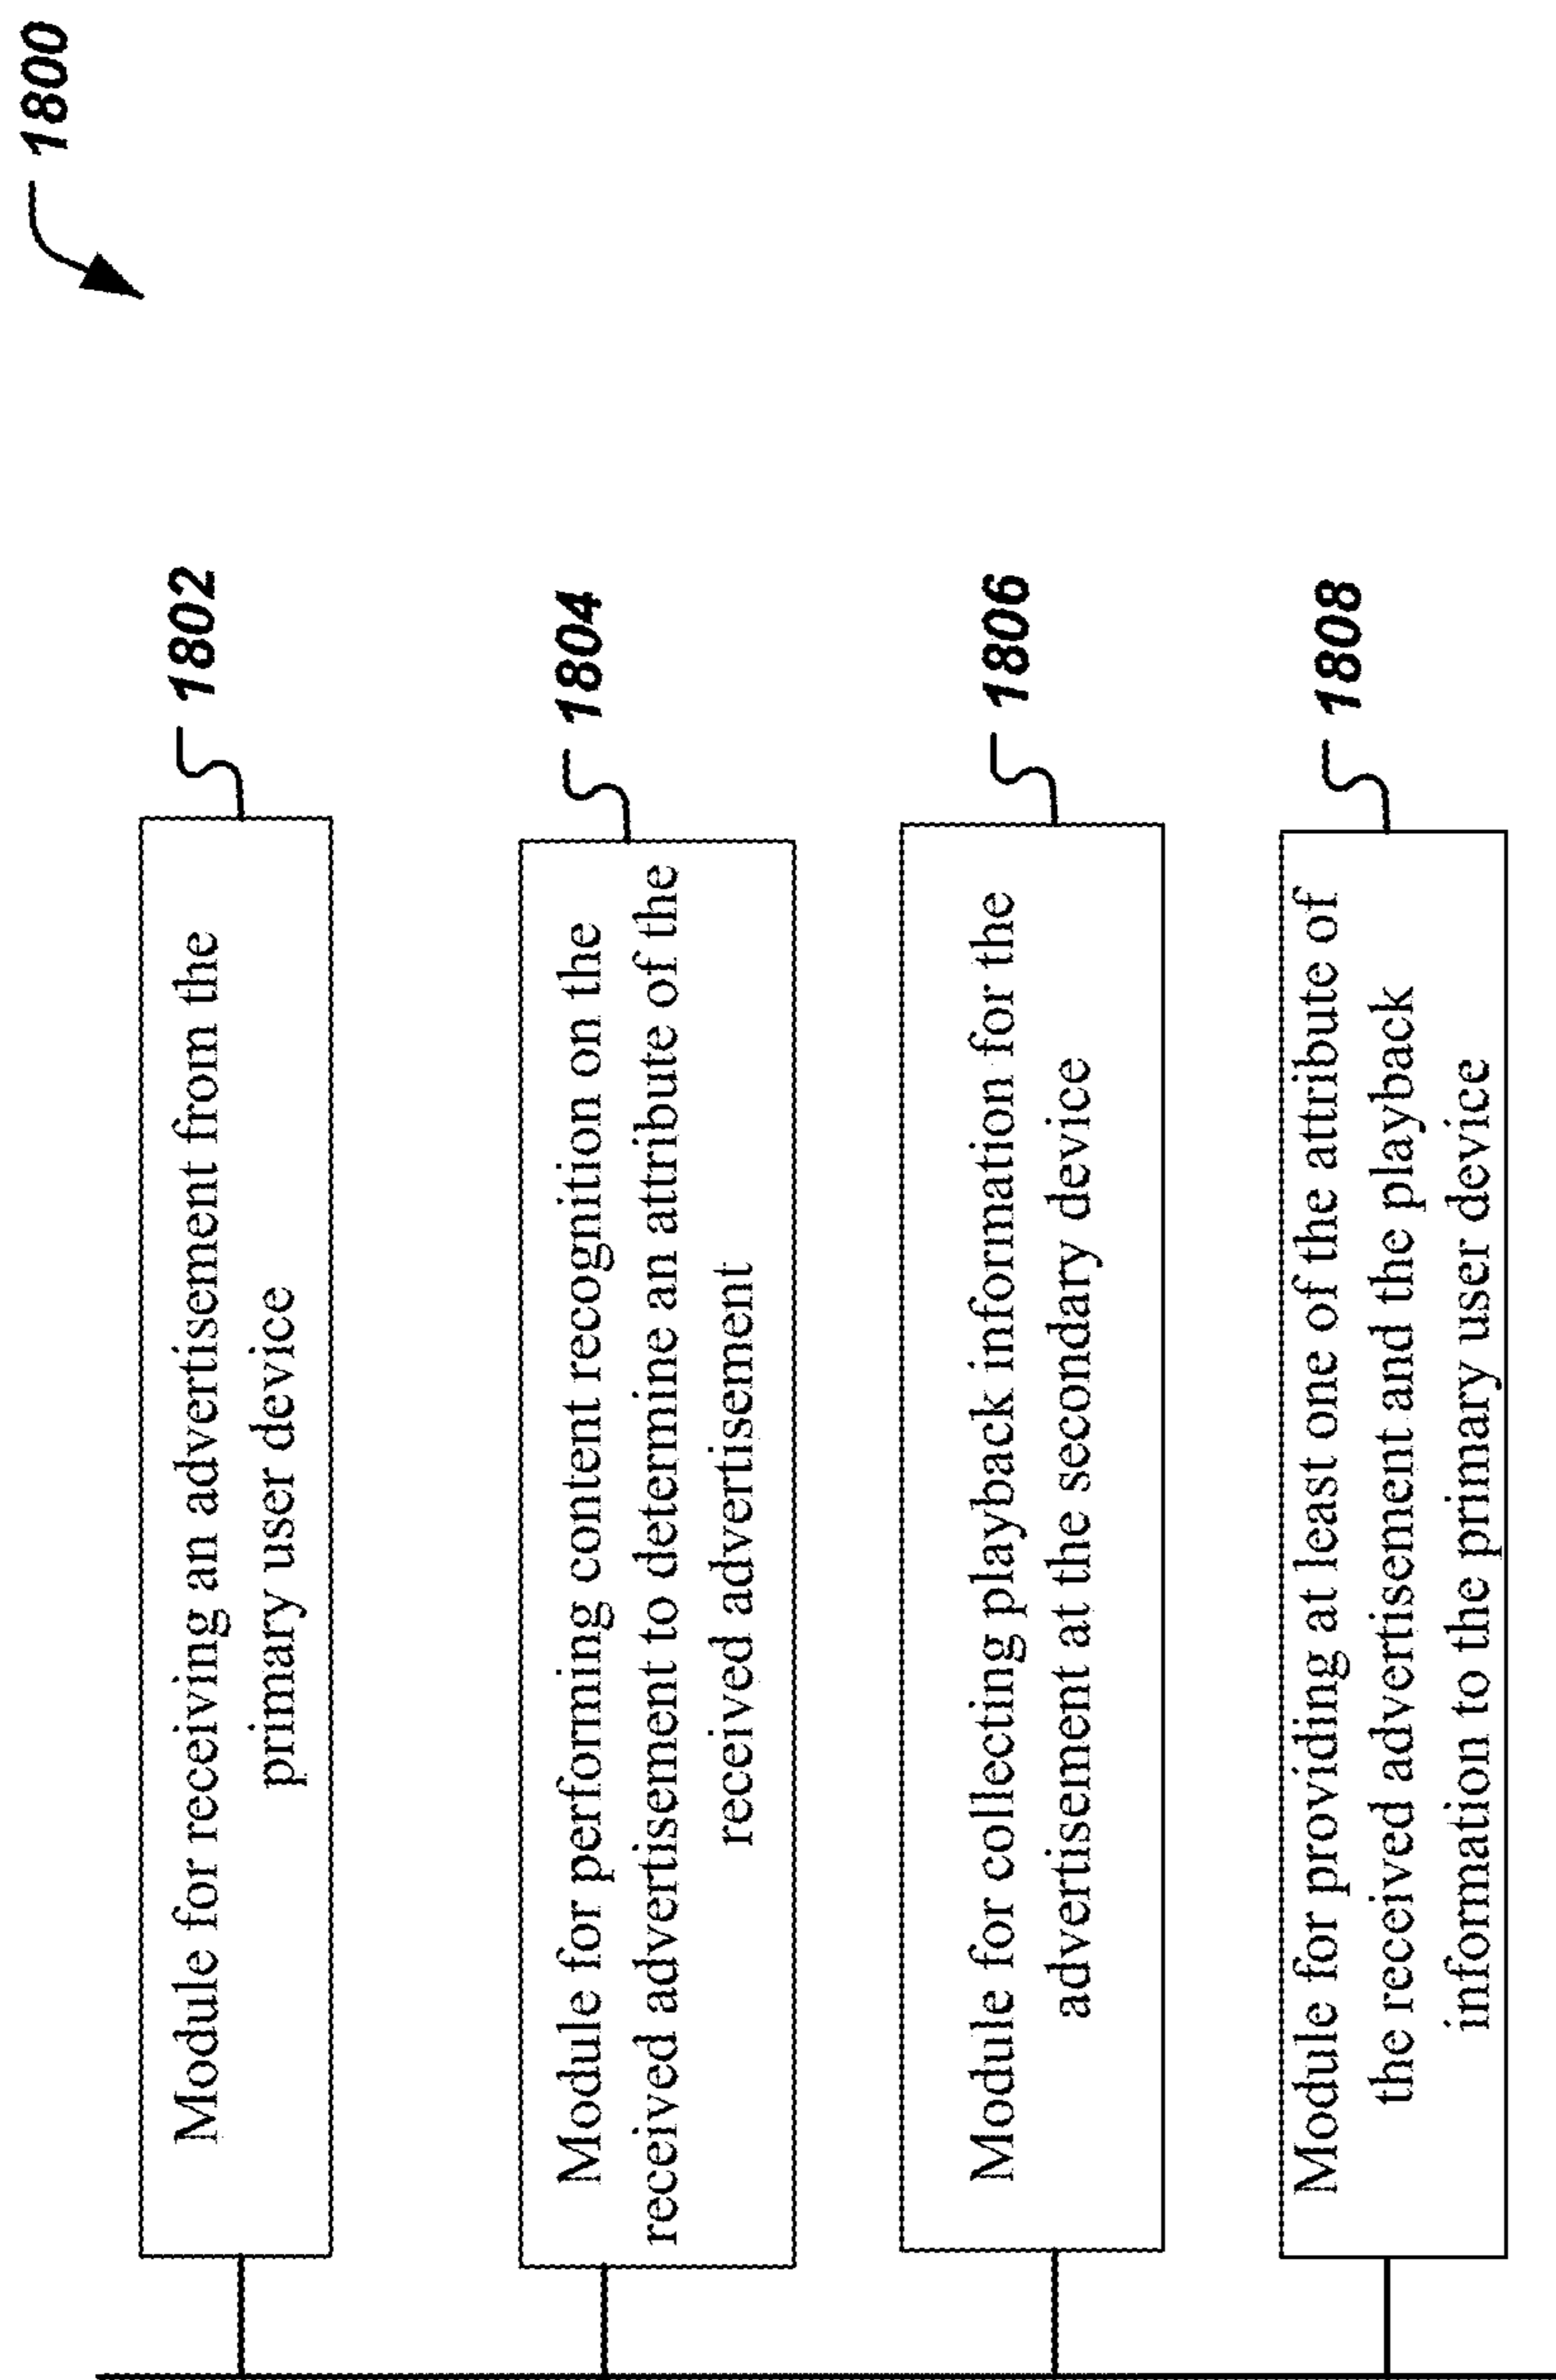 1800
Module for receiving an advertisement from the
primary user device
1802
Module for performing content recognition on the
received advertisement to determine an attribute of the
received advertisement
1804
Module for collecting playback information for the
advertisement at the secondary device
1806
Module for providing at least one of the attribute of
the received advertisement and the playback
information to the primary user device
1808